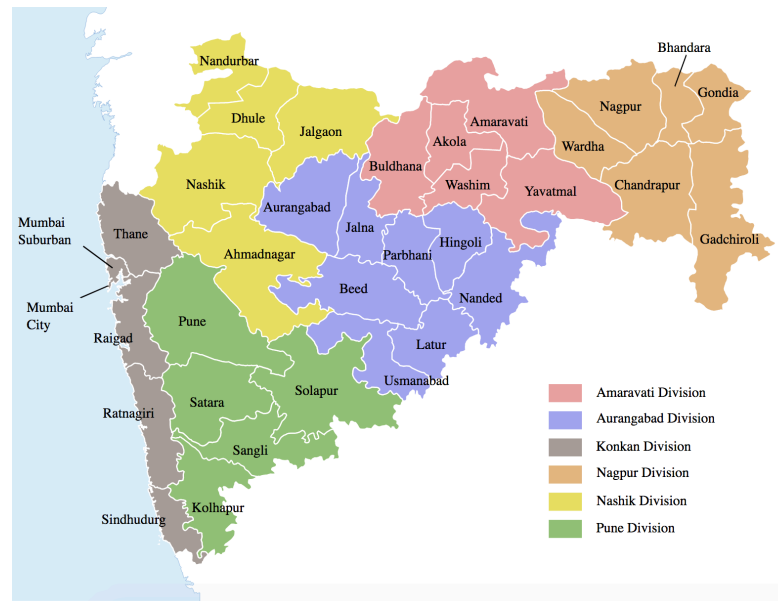 Bhandara
Nandurbar
Gondia
Nagpur
Dhule
Jalgaon
Amaravati
Akola
Wardha
Buldhana
Nashik
Washim
Yavatmal
Chandrapur
Aurangabad
Mumbai
Suburban
Thane
Jalna
Hingoli
Gadchiroli
Ahmadnagar
Parbhani
Beed
Nanded
Mumbai
City
Pune
Raigad
Latur
Usmanabad
Solapur
Satara
Ratnagiri
Sangli
Kolhapur
Sindhudurg
Amaravati Division
Aurangabad Division
Konkan Division
Nagpur Division
Nashik Division
Pune Division